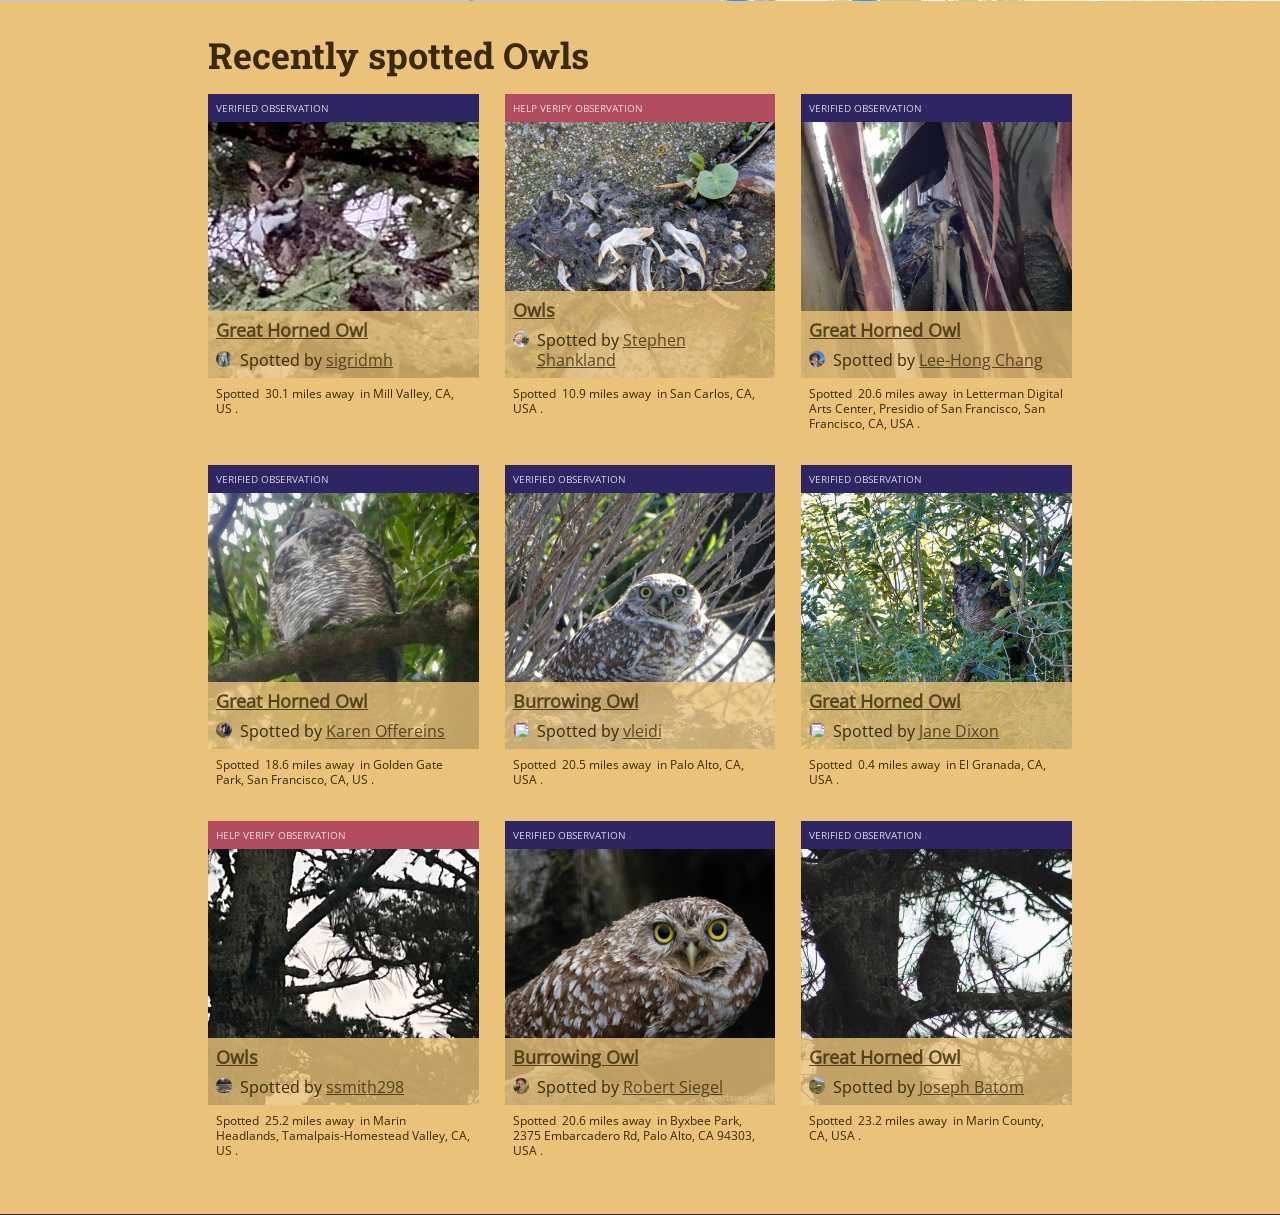 Recently spotted Owls
VERIFIED OBSERVATION
Great Horned Owl
Spotted by sigridmh
Spotted 30.1 miles away in Mill Valley, CA,
US .
HELP VERIFY OBSERVATION
Owls
Spotted by Stephen
Shankland
Spotted 10.9 miles away in San Carlos, CA,
USA .
VERIFIED OBSERVATION
Great Horned Owl
Spotted by Lee-Hong Chang
Spotted 20.6 miles away in Letterman Digital
Arts Center, Presidio of San Francisco, San
Francisco, CA, USA .
VERIFIED OBSERVATION
Great Horned Owl
Spotted by Karen Offereins
Spotted 18.6 miles away in Golden Gate
Park, San Francisco, CA, US .
VERIFIED OBSERVATION
Burrowing Owl
Spotted by vleidi
Spotted 20.5 miles away in Palo Alto, CA,
USA .
VERIFIED OBSERVATION
Great Horned Owl
Spotted by Jane Dixon
Spotted 0.4 miles away in El Granada, CA,
USA .
HELP VERIFY OBSERVATION
Owls
Spotted by ssmith298
Spotted 25.2 miles away in Marin
Headlands, Tamalpais-Homestead Valley, CA,
US .
VERIFIED OBSERVATION
Burrowing Owl
Spotted by Robert Siegel
Spotted 20.6 miles away in Byxbee Park,
2375 Embarcadero Rd, Palo Alto, CA 94303,
USA .
VERIFIED OBSERVATION
Great Horned Owl
Spotted by Joseph Batom
Spotted 23.2 miles away in Marin County,
CA, USA .